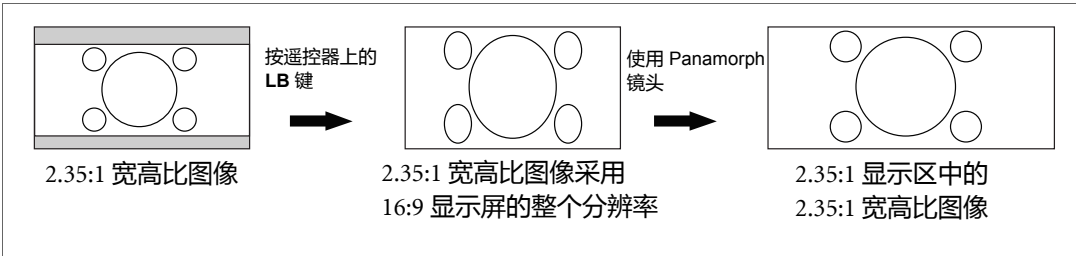 按遥控器上的
LB 键
使用 Panamorph
镜头
2.35:1 宽高比图像
2.35:1 宽高比图像采用
16:9 显示屏的整个分辨率
2.35:1 显示区中的
2.35:1 宽高比图像